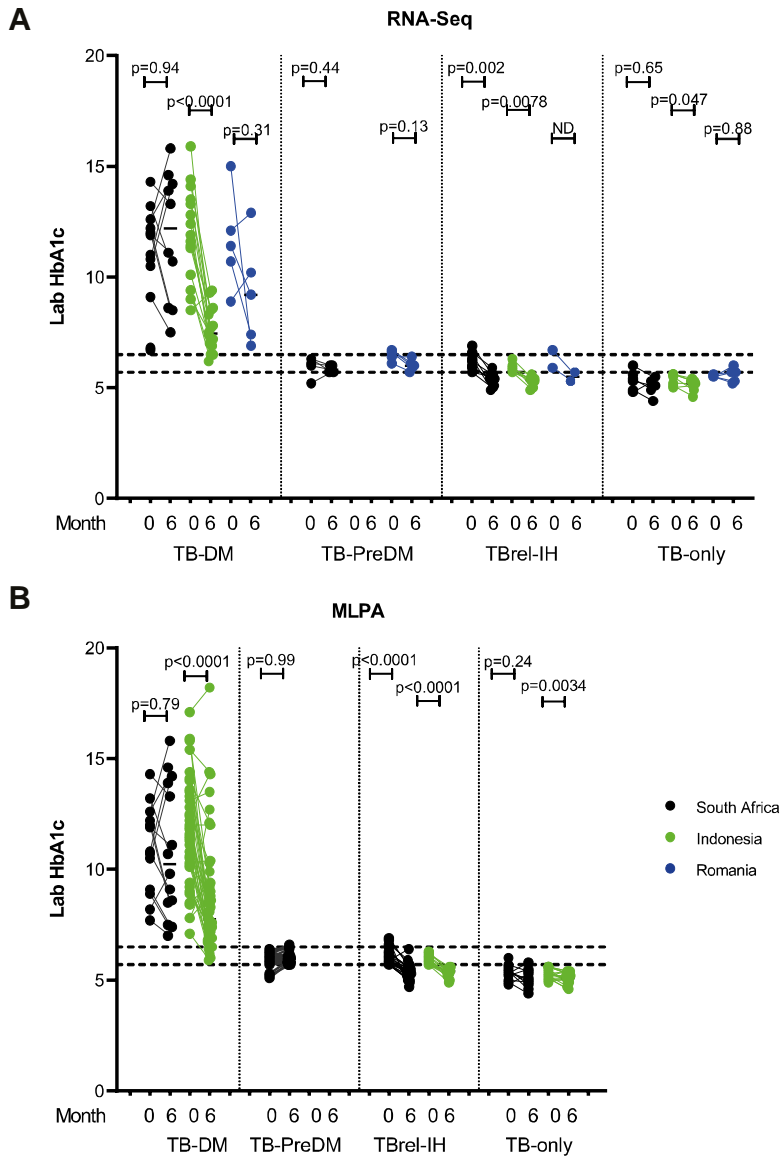 A
RNA-Seq
20
p=0.94
p=0.44
p=0.002
p=0.65
p<0.0001
p=0.0078
p=0.047
p=0.31
p=0.13
ND
p=0.88
15
Lab HbA1c
10
5
0
Month 0 6 0 6 0 6 0 6 0 6 0 6 0 6 0 6 0 6 0 6 0 6 0 6
TB-DM TB-PreDM TBrel-IH TB-only
B
MLPA
20
p<0.0001
p=0.99
p<0.0001
p=0.24
p=0.79
p<0.0001
p=0.0034
15
Lab HbA1c
10
5
0
South Africa
Indonesia
Romania
Month 0 6 0 6 0 6 0 6 0 6 0 6 0 6 0 6
TB-DM TB-PreDM TBrel-IH TB-only